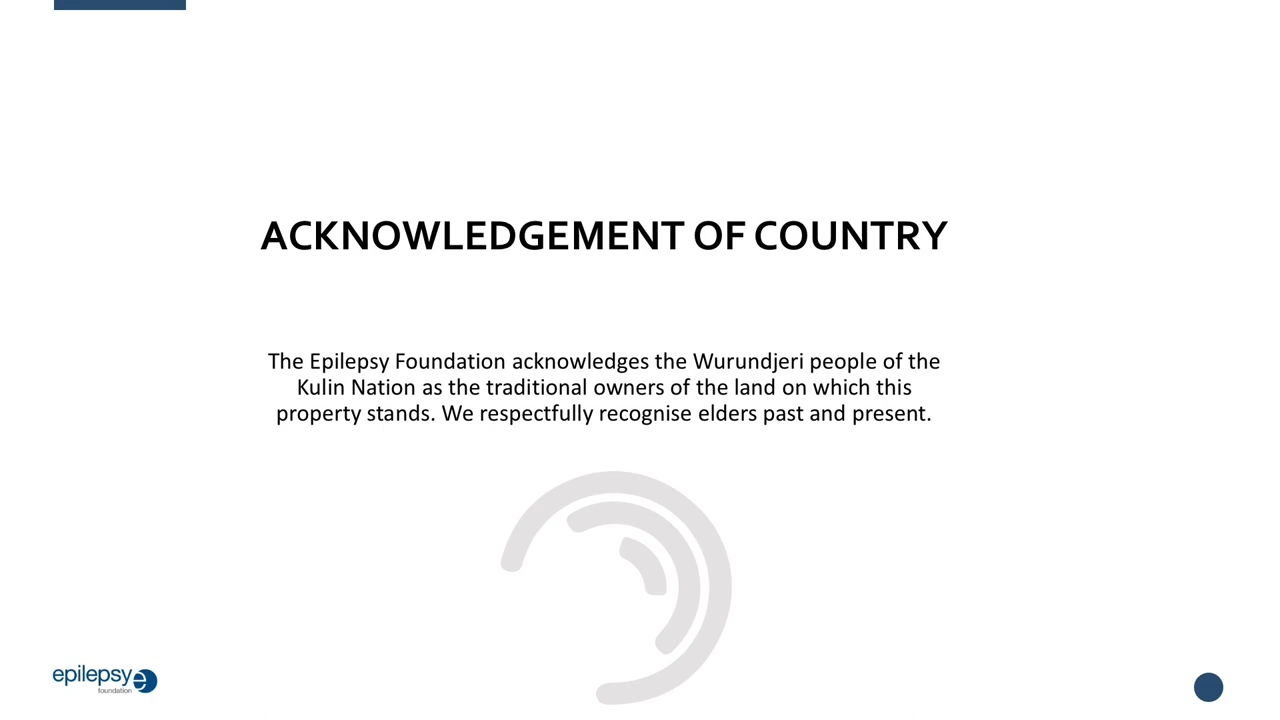 ACKNOWLEDGEMENT OF COUNTRY
The Epilepsy Foundation acknowledges the Wurundjeri people of the
Kulin Nation as the traditional owners of the land on which this
property stands. We respectfully recognise elders past and present.
epilepsy e
foundation